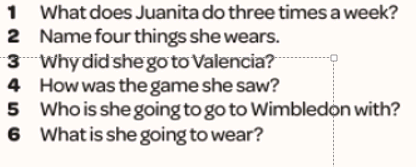 1 What does Juanita do three times a week?
2 Name four things she wears.
3 Why did she go to Valencia?
4 How was the game she saw?
5 Who is she going to go to Wimbledon with?
6 What is she going to wear?